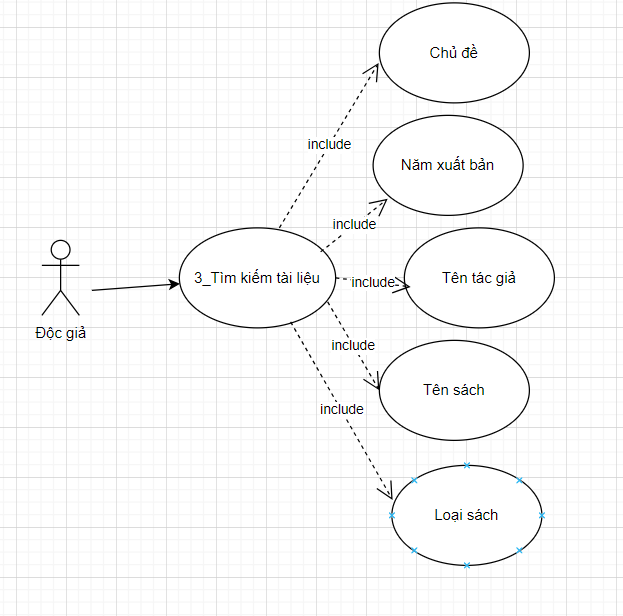 Chủ đề
include
Năm xuất bản
include
3_Tìm kiếm tài liệu
include
Tên tác giả
Độc giả
include
Tên sách
include
Loại sách